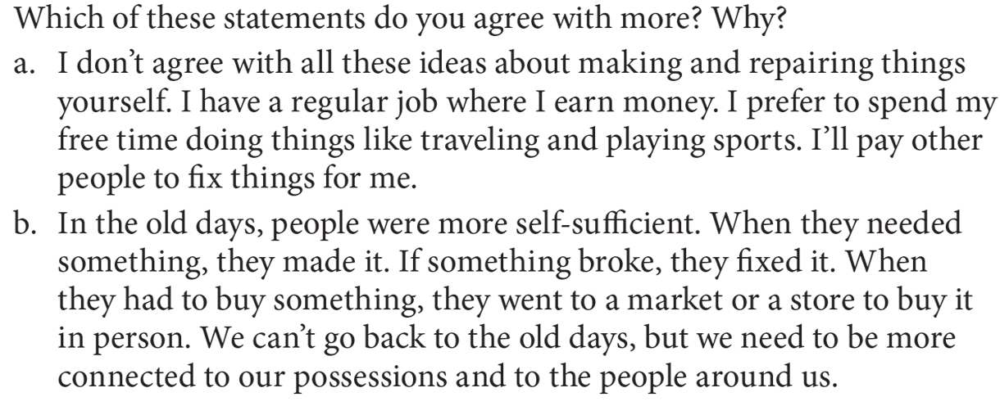 Which of these statements do you agree with more? Why?
a. I don’t agree with all these ideas about making and repairing things
yourself. I have a regular job where I earn money. I prefer to spend my
free time doing things like traveling and playing sports. I’ll pay other
people to fix things for me.
b. In the old days, people were more self-sufficient. When they needed
something, they made it. If something broke, they fixed it. When
they had to buy something, they went to a market or a store to buy it
in person. We can’t go back to the old days, but we need to be more
connected to our possessions and to the people around us.